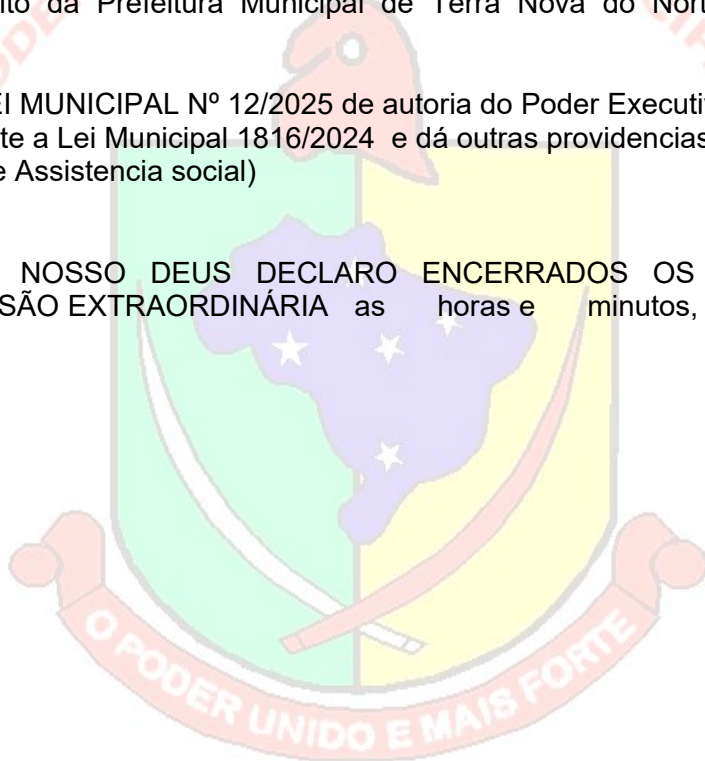 ito da Prefeitura Municipal de Terra Nova do Nort
EI MUNICIPAL Nº 12/2025 de autoria do Poder Executi
te a Lei Municipal 1816/2024 e dá outras providencias
e Assistencia social)
NOSSO DEUS DECLARO ENCERRADOS OS
SÃO EXTRAORDINÁRIA as horas e minutos,
O PODER UNIDO E MAIS FORTE